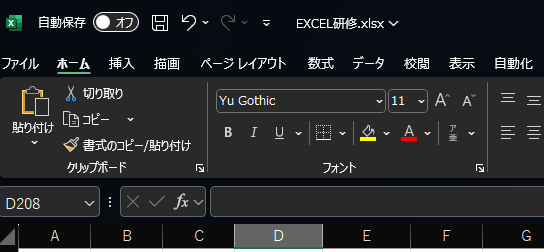 自動保存 オフ EXCEL研修.xlsx
ファイル ホーム 挿入 描画 ページ レイアウト 数式 データ 校閲 表示 自動化
切り取り Yu Gothic 11 A A
貼り付け コピー
B I U A ア亜
書式のコピー/貼り付け
クリップボード フォント
D208 fx
A B C D E F G